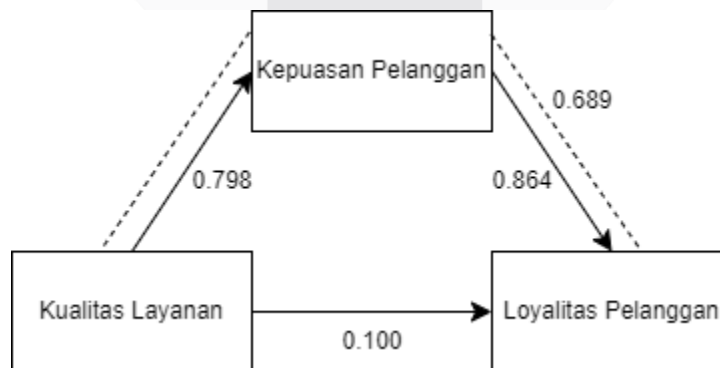 Kepuasan Pelanggan
0.689
0.798
0.864
Kualitas Layanan
Loyalitas Pelanggan
0.100